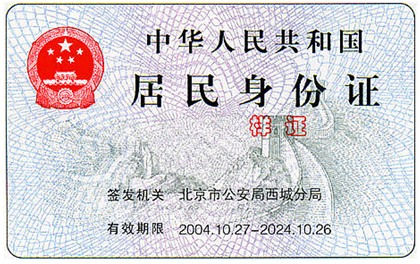 中华人民共和国
居民身份证
样 证
签发机关 北京市公安局西城分局
有效期限 2004.10.27-2024.10.26